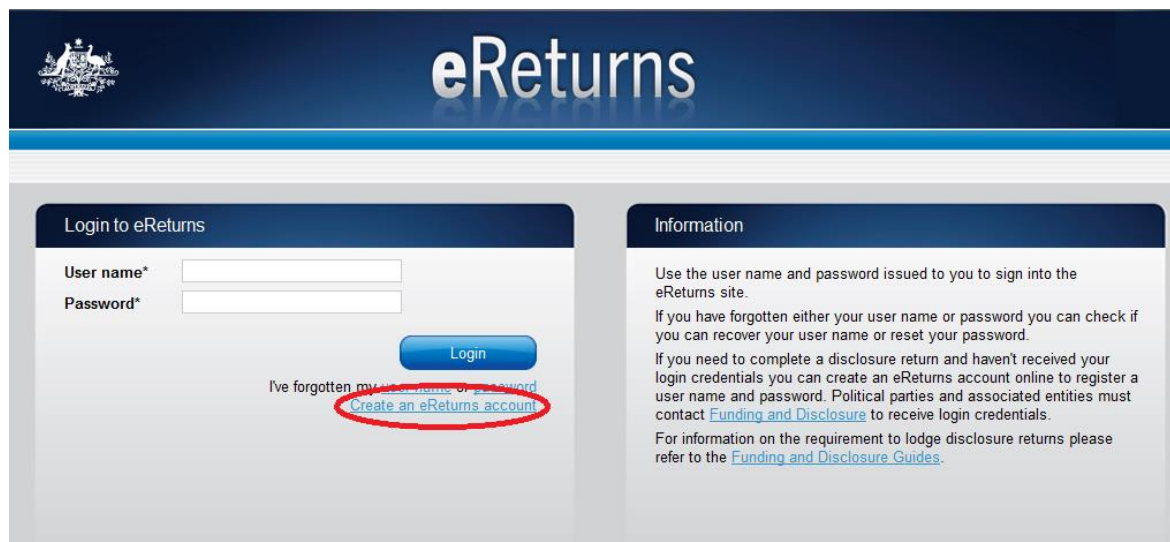 eReturns
Login to eReturns
User name*
Password*
Login
I've forgotten my user name or password
Create an eReturns account
Information
Use the user name and password issued to you to sign into the
eReturns site.
If you have forgotten either your user name or password you can check if
you can recover your user name or reset your password.
If you need to complete a disclosure return and haven't received your
login credentials you can create an eReturns account online to register a
user name and password. Political parties and associated entities must
contact Funding and Disclosure to receive login credentials.
For information on the requirement to lodge disclosure returns please
refer to the Funding and Disclosure Guides.